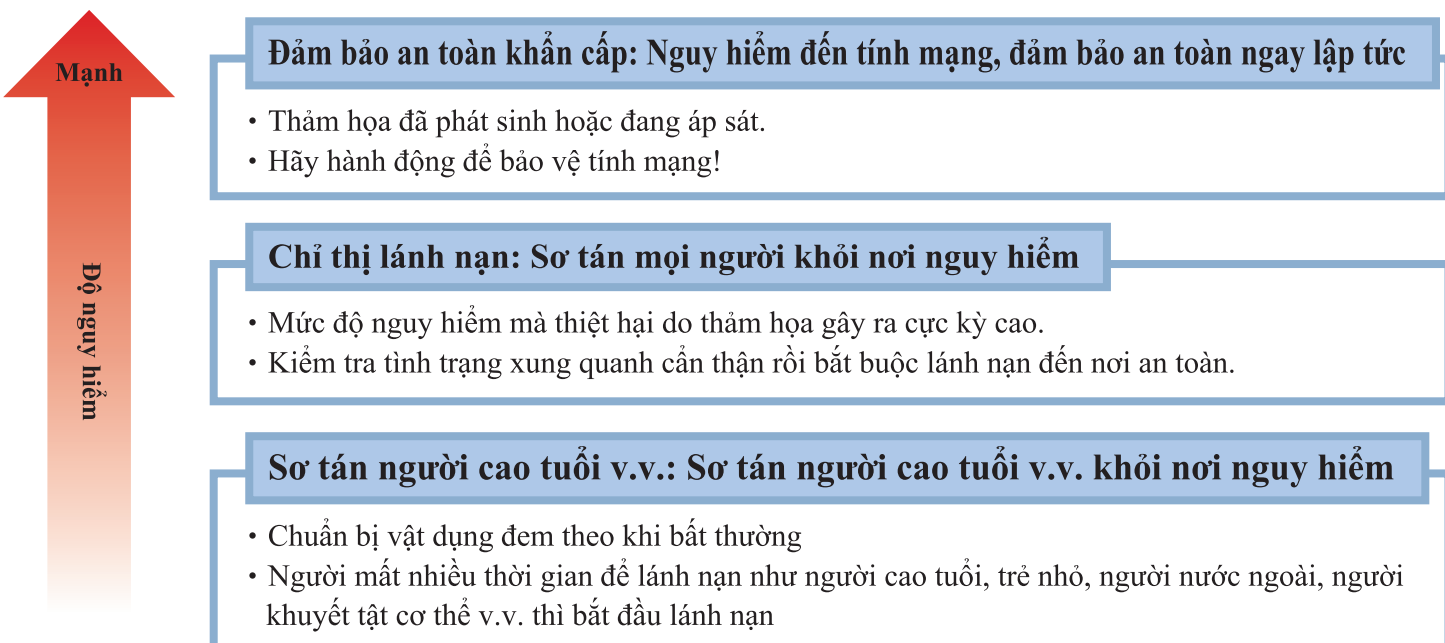 Mạnh
Độ nguy hiểm
Đảm bảo an toàn khẩn cấp: Nguy hiểm đến tính mạng, đảm bảo an toàn ngay lập tức
・Thảm họa đã phát sinh hoặc đang áp sát.
・Hãy hành động để bảo vệ tính mạng!
Chỉ thị lánh nạn: Sơ tán mọi người khỏi nơi nguy hiểm
・Mức độ nguy hiểm mà thiệt hại do thảm họa gây ra cực kỳ cao.
・Kiểm tra tình trạng xung quanh cẩn thận rồi bắt buộc lánh nạn đến nơi an toàn.
Sơ tán người cao tuổi v.v.: Sơ tán người cao tuổi v.v. khỏi nơi nguy hiểm
・Chuẩn bị vật dụng đem theo khi bất thường
・Người mất nhiều thời gian để lánh nạn như người cao tuổi, trẻ nhỏ, người nước ngoài, người
khuyết tật cơ thể v.v. thì bắt đầu lánh nạn